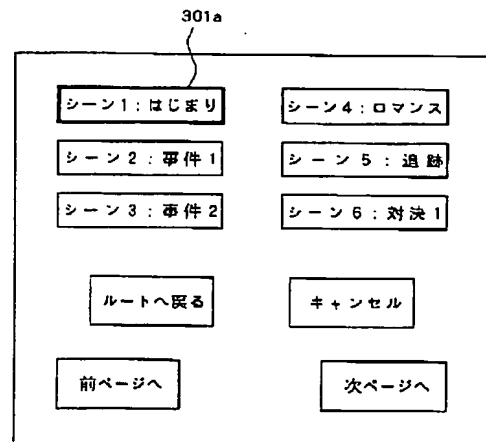 301a
シーン1:はじまり
シーン4:ロマンス
シーン2:事件1
シーン5:追跡
シーン3:事件2
シーン6:対決1
ルートへ戻る
キャンセル
前ページへ
次ページへ